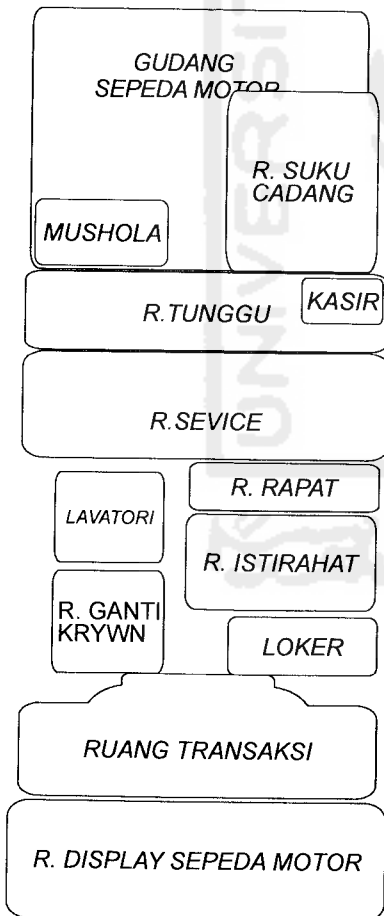 GUDANG
SEPEDA MOTOR
R. SUKU
CADANG
MUSHOLA
KASIR
R.TUNGGU
R.SEVICE
R. RAPAT
LAVATORI
R. ISTIRAHAT
R. GANTI
KRYWN
LOKER
RUANG TRANSAKSI
R. DISPLAY SEPEDA MOTOR
UNIVERSIT